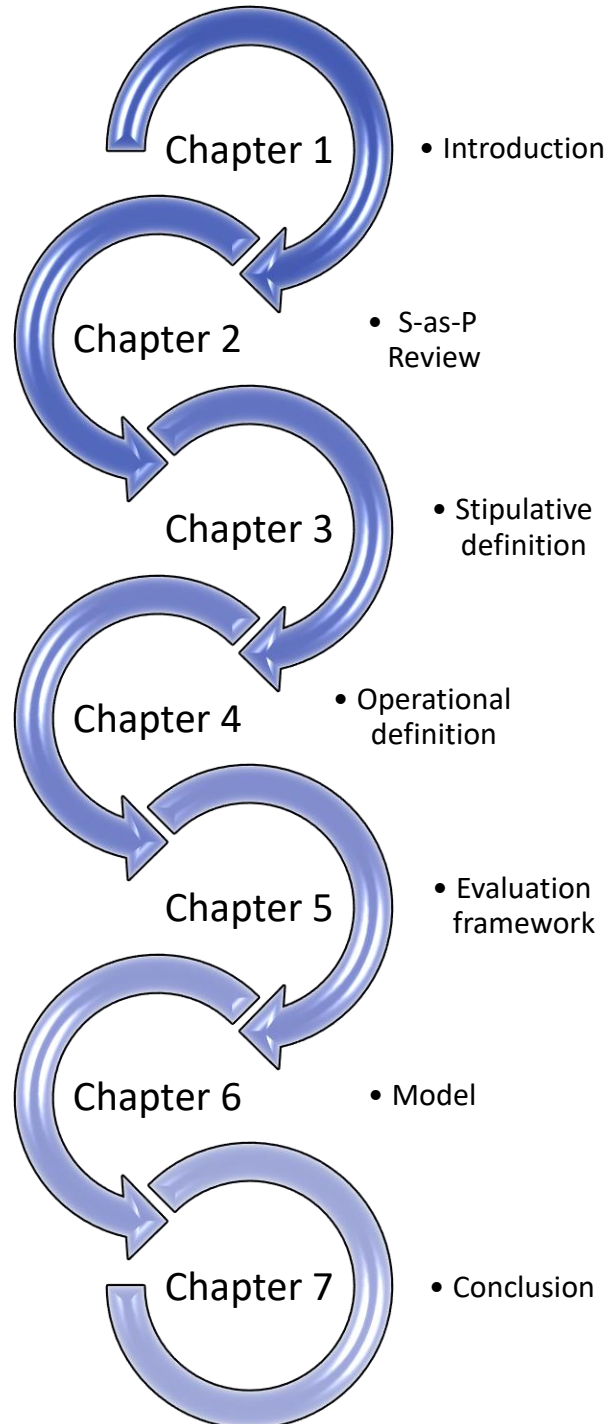 Chapter 1
• Introduction
Chapter 2
• S-as-P
Review
Chapter 3
• Stipulative
definition
Chapter 4
• Operational
definition
Chapter 5
• Evaluation
framework
Chapter 6
• Model
Chapter 7
• Conclusion